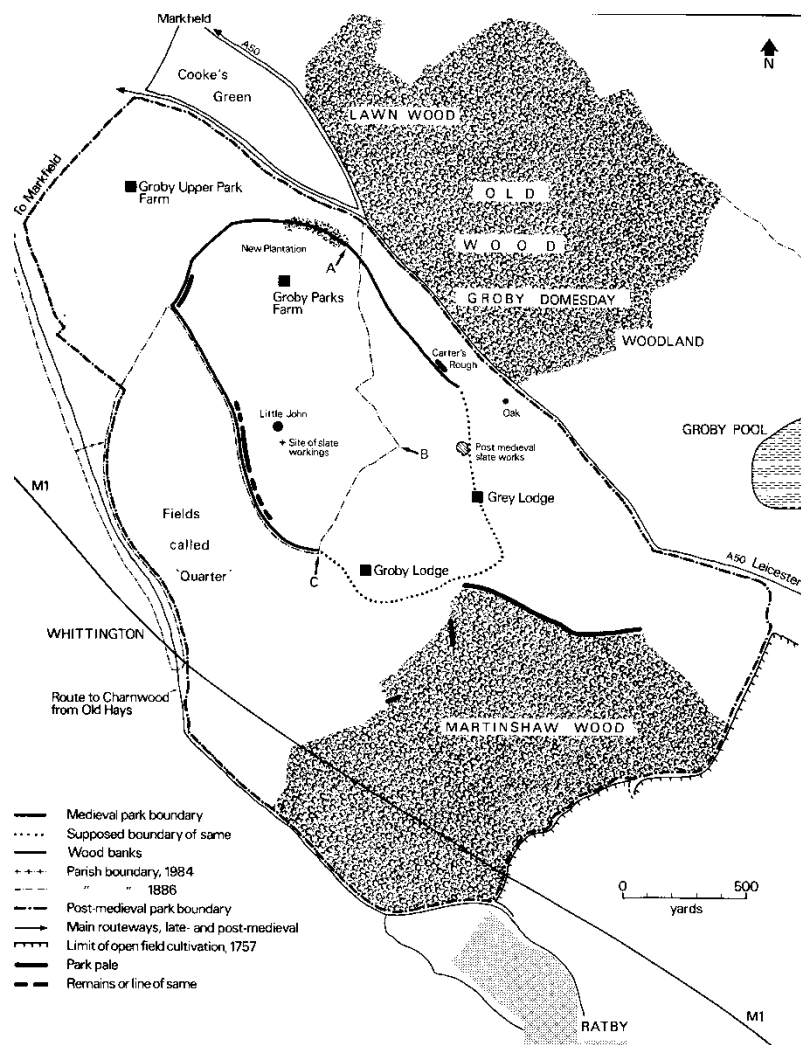 Markfield
A50
Cooke's
Green
N
LAWN WOOD
To Markfield
Groby Upper Park
Farm
OLD
WOOD
New Plantation
A
Groby Parks
Farm
GROBY DOMESDAY
WOODLAND
Carter's
Rough
Oak
Little John
+ Site of slate
workings
B
Post medieval
slate works
GROBY POOL
M1
Grey Lodge
Fields
called
'Quarter'
A50 Leicester
Groby Lodge
C
WHITTINGTON
Route to Charnwood
from Old Hays
MARTINSHAW WOOD
Medieval park boundary
Supposed boundary of same
Wood banks
Parish boundary, 1984
" " 1886
Post-medieval park boundary
Main routeways, late- and post-medieval
Limit of open field cultivation, 1757
Park pale
Remains or line of same
0 500
yards
M1
RATBY